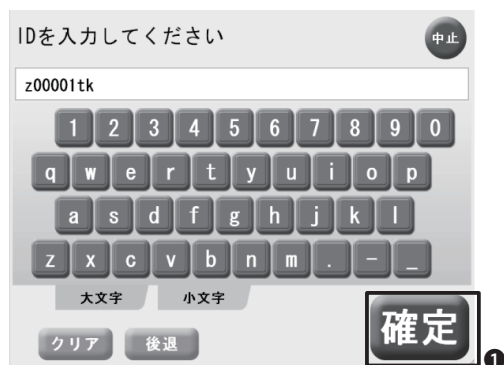 IDを入力してください
中止
z00001tk
1 2 3 4 5 6 7 8 9 0
q w e r t y u i o p
a s d f g h j k l
z x c v b n m . - _
大文字 小文字
クリア 後退
確定
❶